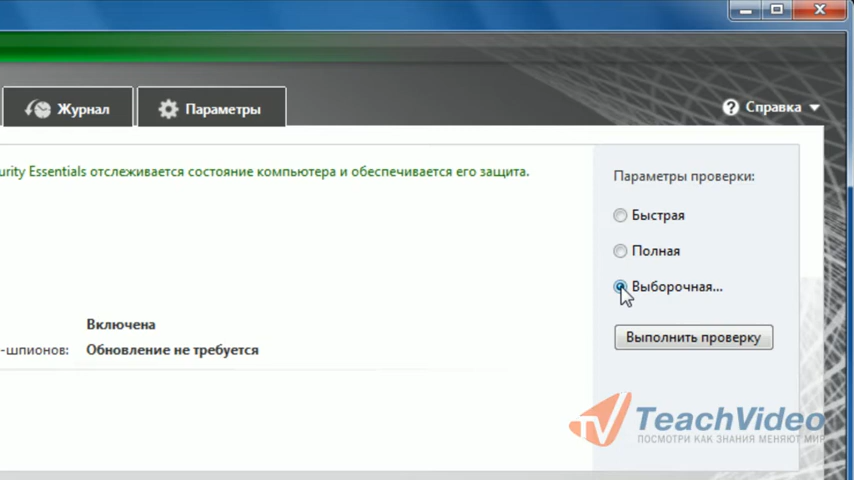 Журнал
Параметры
Справка
urity Essentials отслеживается состояние компьютера и обеспечивается его защита.
Параметры проверки:
Быстрая
Полная
Выборочная...
Включена
-шпионов: Обновление не требуется
Выполнить проверку
TV TeachVideo
ПОСМОТРИ КАК ЗНАНИЯ МЕНЯЮТ МИР